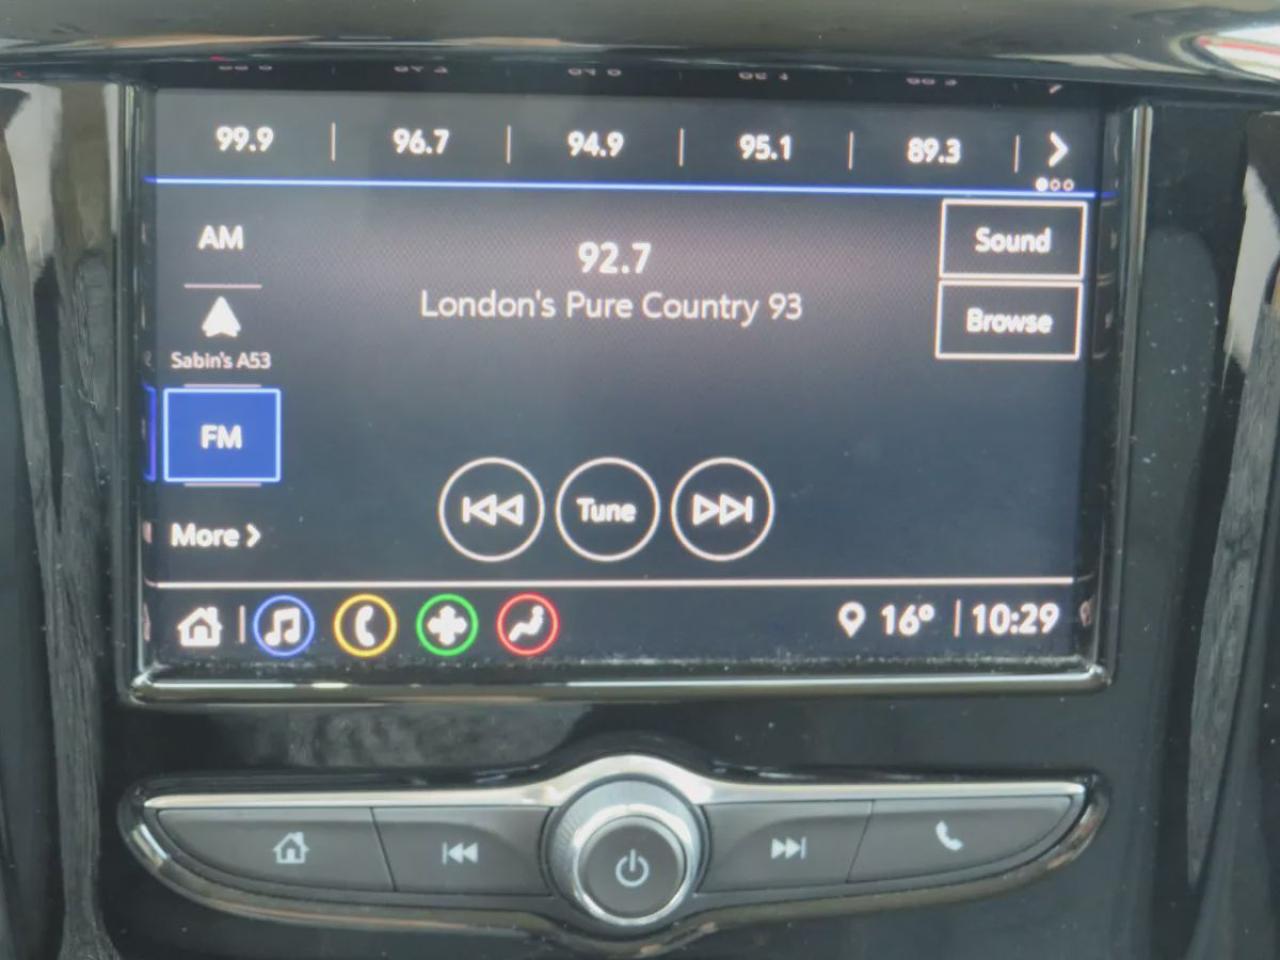 99.9 | 96.7 | 94.9 | 95.1 | 89.3 |
AM
92.7
Sound
London's Pure Country 93
Browse
Sabin's A53
FM
Tune
More
16° | 10:29